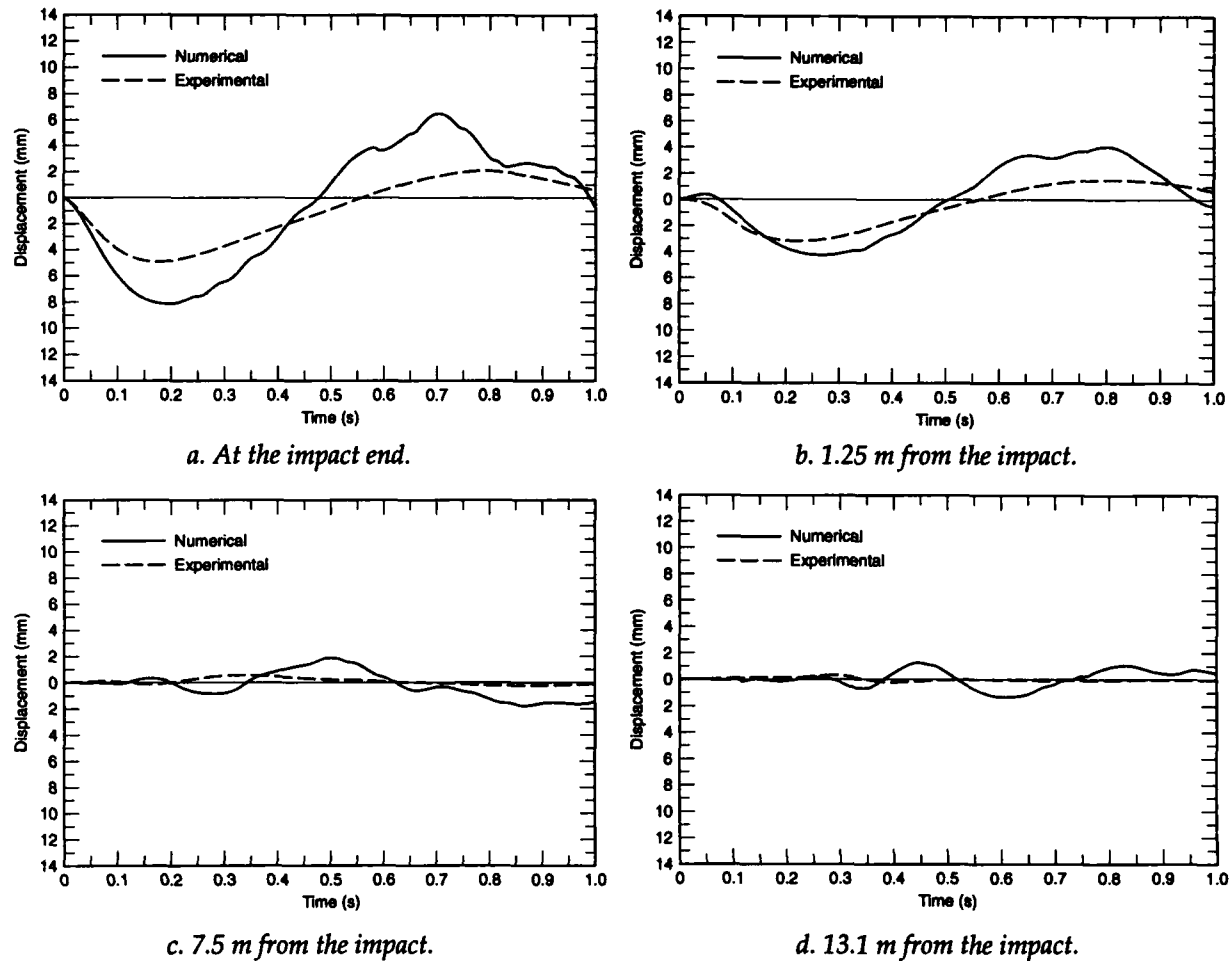 14
12
10
8
6
4
2
0
2
4
6
8
10
12
14
Displacement (mm)
Numerical
Experimental
0 0.1 0.2 0.3 0.4 0.5 0.6 0.7 0.8 0.9 1.0
Time (s)
a. At the impact end.
14
12
10
8
6
4
2
0
2
4
6
8
10
12
14
Displacement (mm)
Numerical
Experimental
0 0.1 0.2 0.3 0.4 0.5 0.6 0.7 0.8 0.9 1.0
Time (s)
b. 1.25 m from the impact.
14
12
10
8
6
4
2
0
2
4
6
8
10
12
14
Displacement (mm)
Numerical
Experimental
0 0.1 0.2 0.3 0.4 0.5 0.6 0.7 0.8 0.9 1.0
Time (s)
c. 7.5 m from the impact.
14
12
10
8
6
4
2
0
2
4
6
8
10
12
14
Displacement (mm)
Numerical
Experimental
0 0.1 0.2 0.3 0.4 0.5 0.6 0.7 0.8 0.9 1.0
Time (s)
d. 13.1 m from the impact.